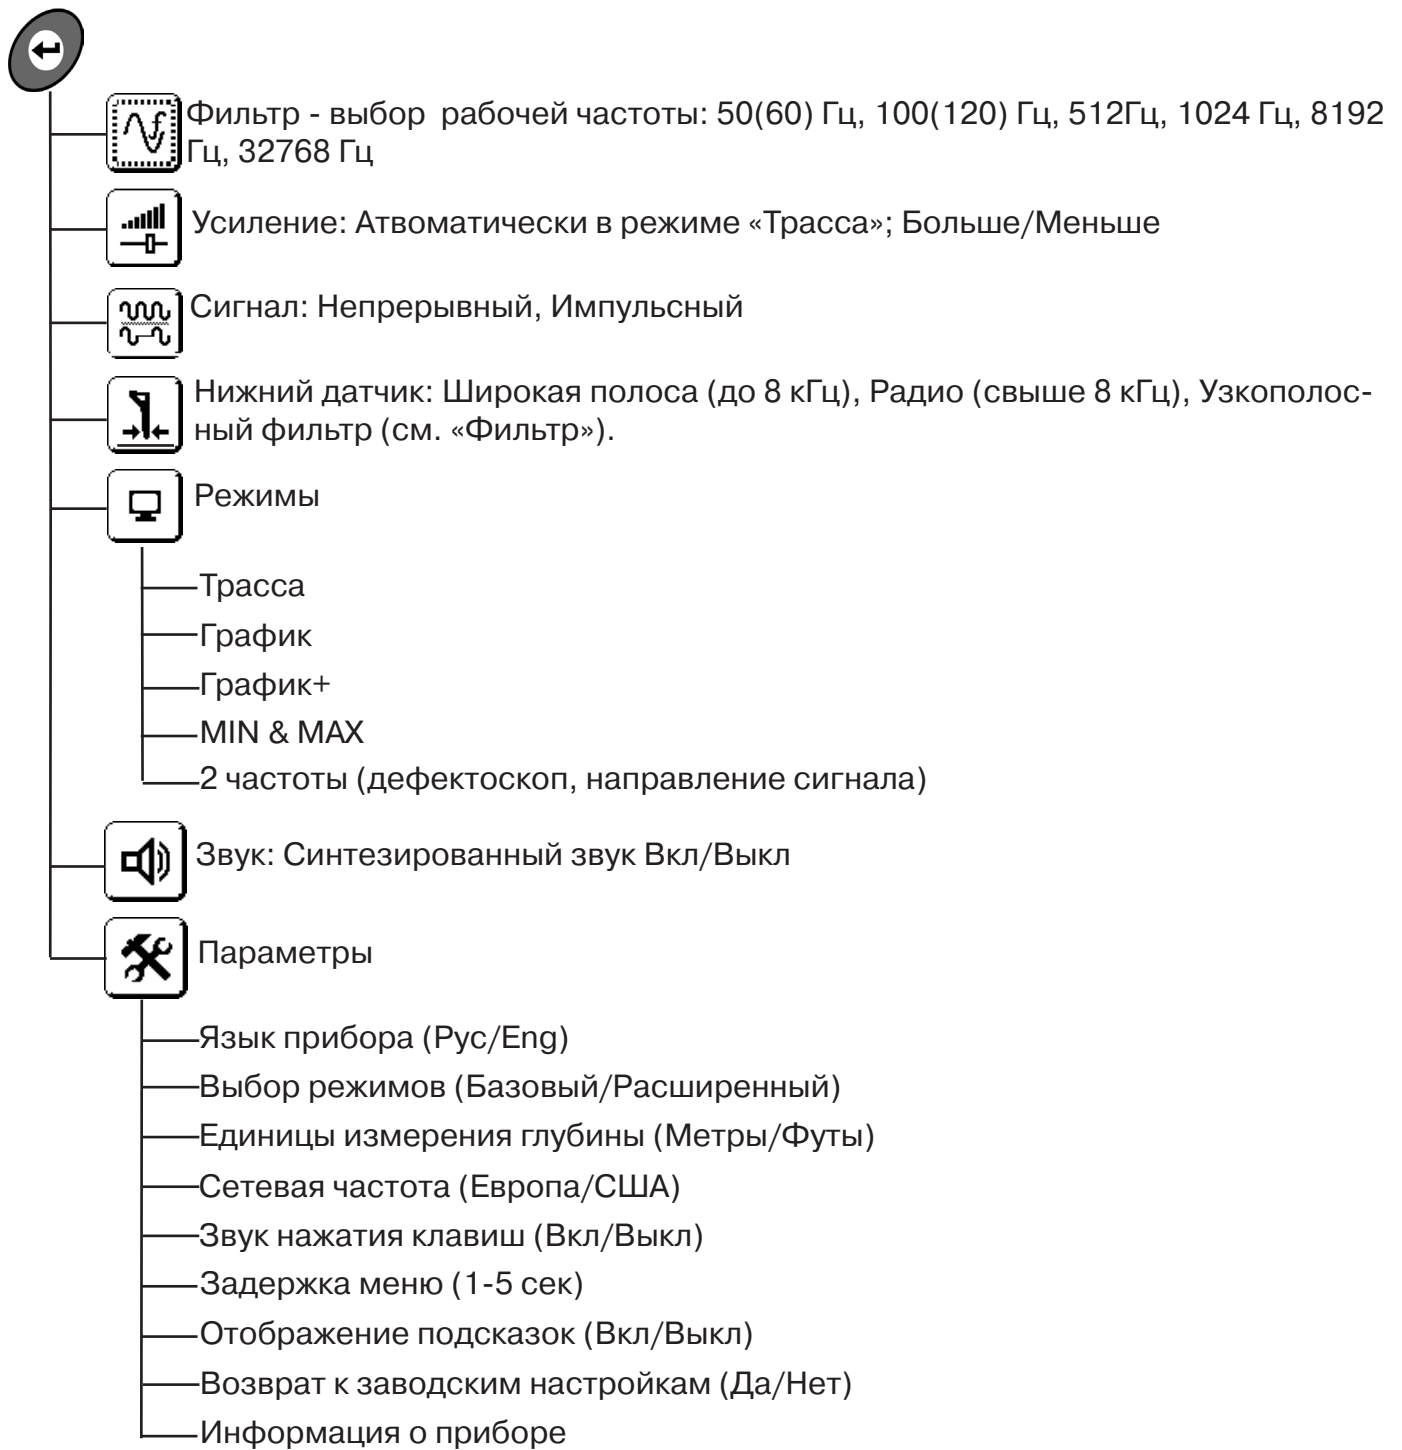 Фильтр - выбор рабочей частоты: 50(60) Гц, 100(120) Гц, 512Гц, 1024 Гц, 8192
Гц, 32768 Гц
Усиление: Атвоматически в режиме «Трасса»; Больше/Меньше
Сигнал: Непрерывный, Импульсный
Нижний датчик: Широкая полоса (до 8 кГц), Радио (свыше 8 кГц), Узкополос-
ный фильтр (см. «Фильтр»).
Режимы
Трасса
График
График+
MIN & MAX
2 частоты (дефектоскоп, направление сигнала)
Звук: Синтезированный звук Вкл/Выкл
Параметры
Язык прибора (Рус/Eng)
Выбор режимов (Базовый/Расширенный)
Единицы измерения глубины (Метры/Футы)
Сетевая частота (Европа/США)
Звук нажатия клавиш (Вкл/Выкл)
Задержка меню (1-5 сек)
Отображение подсказок (Вкл/Выкл)
Возврат к заводским настройкам (Да/Нет)
Информация о приборе